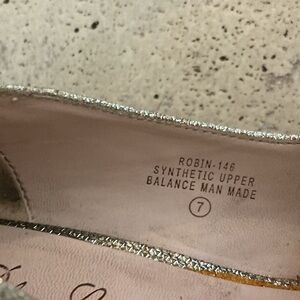 ROBIN-146
SYNTHETIC UPPER
BALANCE MAN MADE
7